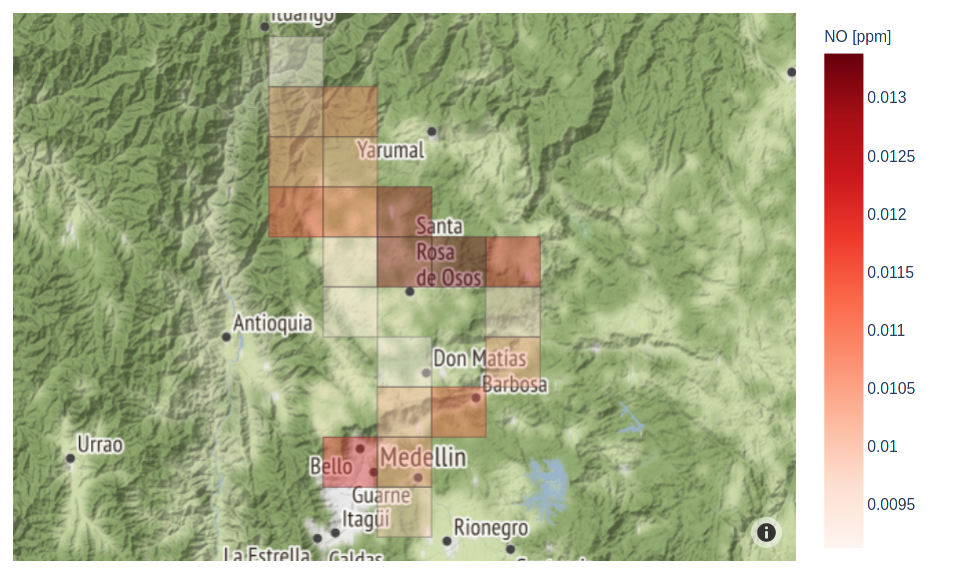 Ituango
NO [ppm]
0.013
Yarumal
0.0125
0.012
Santa
Rosa
de Osos
0.0115
Antioquia
0.011
Don Matías
Barbosa
0.0105
Urrao
0.01
Bello
Medellin
Guarne
0.0095
Itagüí
Rionegro
La Estrella
Caldas
i